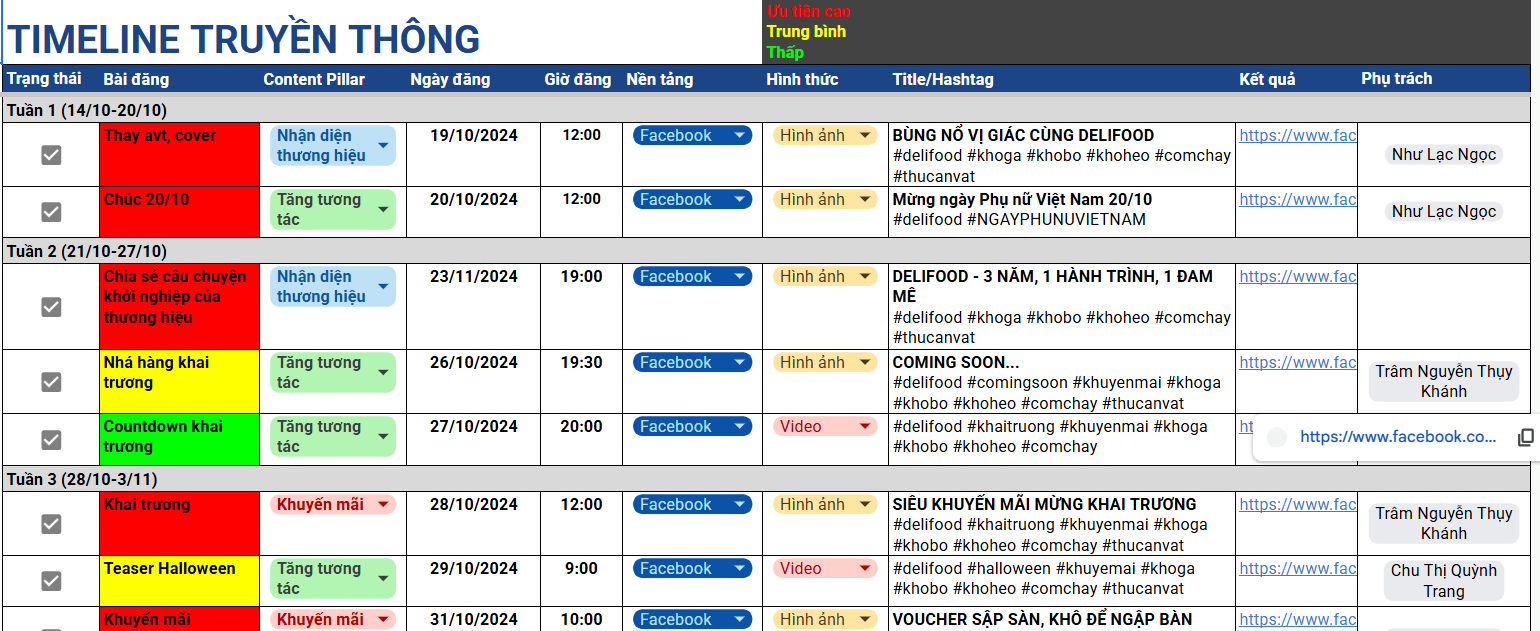 Ưu tiên cao
TIMELINE TRUYỀN THÔNG
Trung bình
Thấp
Trạng thái Bài đăng Content Pillar Ngày đăng Giờ đăng Nền tảng Hình thức Title/Hashtag Kết quả Phụ trách
Tuần 1 (14/10-20/10)
Thay avt, cover
Nhận diện
thương hiệu
19/10/2024
12:00
Facebook
Hình ảnh
BÙNG NỔ VỊ GIÁC CÙNG DELIFOOD
#delifood #khoga #khobo #khoheo #comchay
#thucanvat
https://www.fac
Như Lạc Ngọc
Chúc 20/10
Tăng tương
tác
20/10/2024
12:00
Facebook
Hình ảnh
Mừng ngày Phụ nữ Việt Nam 20/10
#delifood #NGAYPHUNUVIETNAM
https://www.fac
Như Lạc Ngọc
Tuần 2 (21/10-27/10)
Chia sẻ câu chuyện
khởi nghiệp của
thương hiệu
Nhận diện
thương hiệu
23/11/2024
19:00
Facebook
Hình ảnh
DELIFOOD - 3 NĂM, 1 HÀNH TRÌNH, 1 ĐAM
MÊ
#delifood #khoga #khobo #khoheo #comchay
#thucanvat
https://www.fac
Nhá hàng khai
trương
Tăng tương
tác
26/10/2024
19:30
Facebook
Hình ảnh
COMING SOON...
#delifood #comingsoon #khuyenmai #khoga
#khobo #khoheo #comchay #thucanvat
https://www.fac
Trâm Nguyễn Thụy
Khánh
Countdown khai
trương
Tăng tương
tác
27/10/2024
20:00
Facebook
Video
#delifood #khaitruong #khuyenmai #khoga
#khobo #khoheo #comchay
ht
https://www.facebook.co...
Tuần 3 (28/10-3/11)
Khai trương
Khuyến mãi
28/10/2024
12:00
Facebook
Hình ảnh
SIÊU KHUYẾN MÃI MỪNG KHAI TRƯƠNG
#delifood #khaitruong #khuyenmai #khoga
#khobo #khoheo #comchay #thucanvat
https://www.fac
Trâm Nguyễn Thụy
Khánh
Teaser Halloween
Tăng tương
tác
29/10/2024
9:00
Facebook
Video
#delifood #halloween #khuyemai #khoga
#khobo #khoheo #comchay #thucanvat
https://www.fac
Chu Thị Quỳnh
Trang
Khuyến mãi
Khuyến mãi
31/10/2024
10:00
Facebook
Hình ảnh
VOUCHER SẬP SÀN, KHÔ ĐỂ NGẬP BÀN
https://www.fac